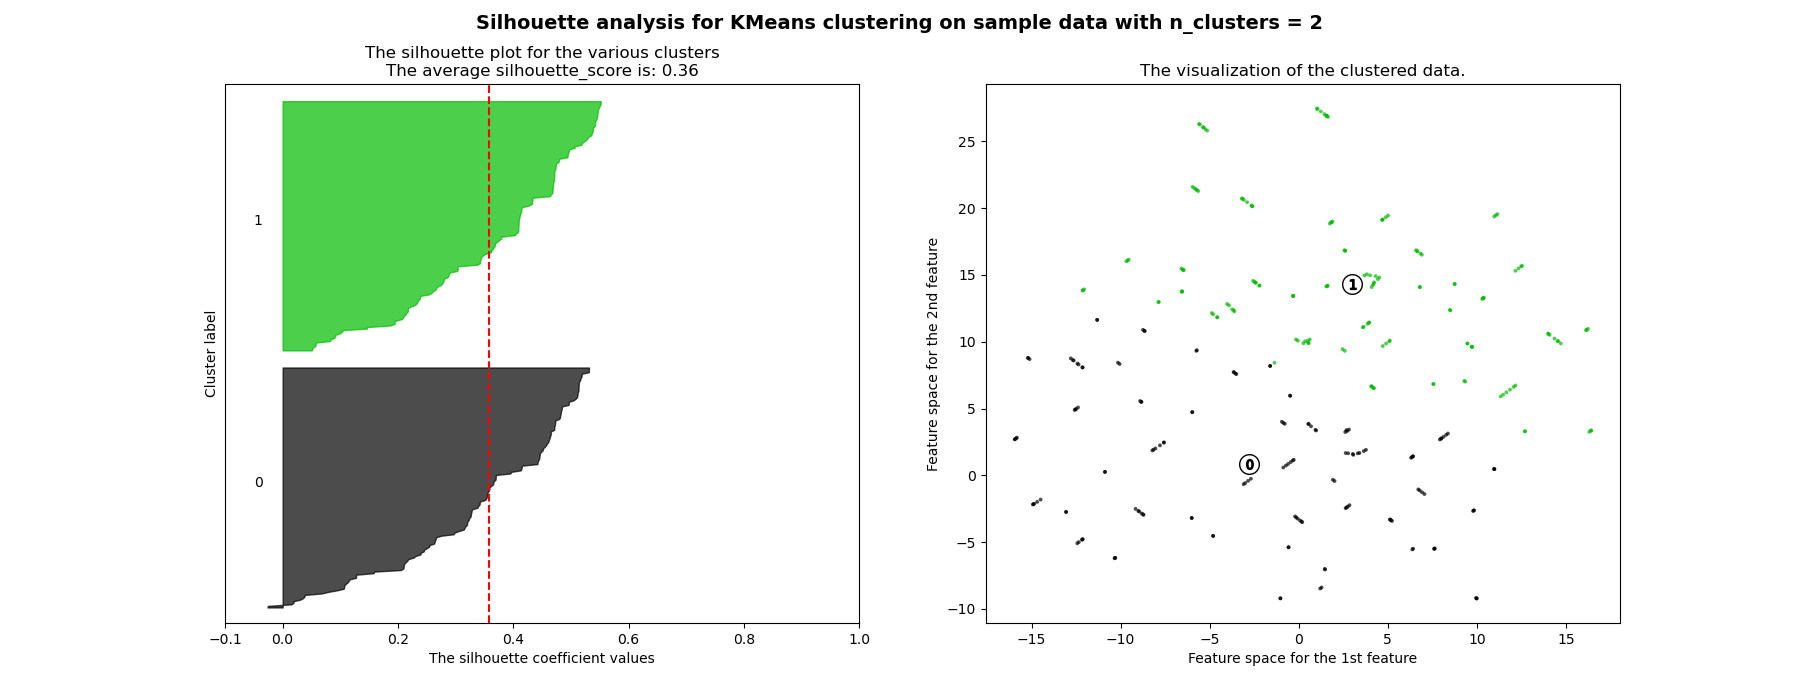 Silhouette analysis for KMeans clustering on sample data with n_clusters = 2
The silhouette plot for the various clusters
The average silhouette_score is: 0.36
1
0
Cluster label
−0.1 0.0 0.2 0.4 0.6 0.8 1.0
The silhouette coefficient values
The visualization of the clustered data.
25
20
15
10
5
0
−5
−10
Feature space for the 2nd feature
1
0
−15 −10 −5 0 5 10 15
Feature space for the 1st feature